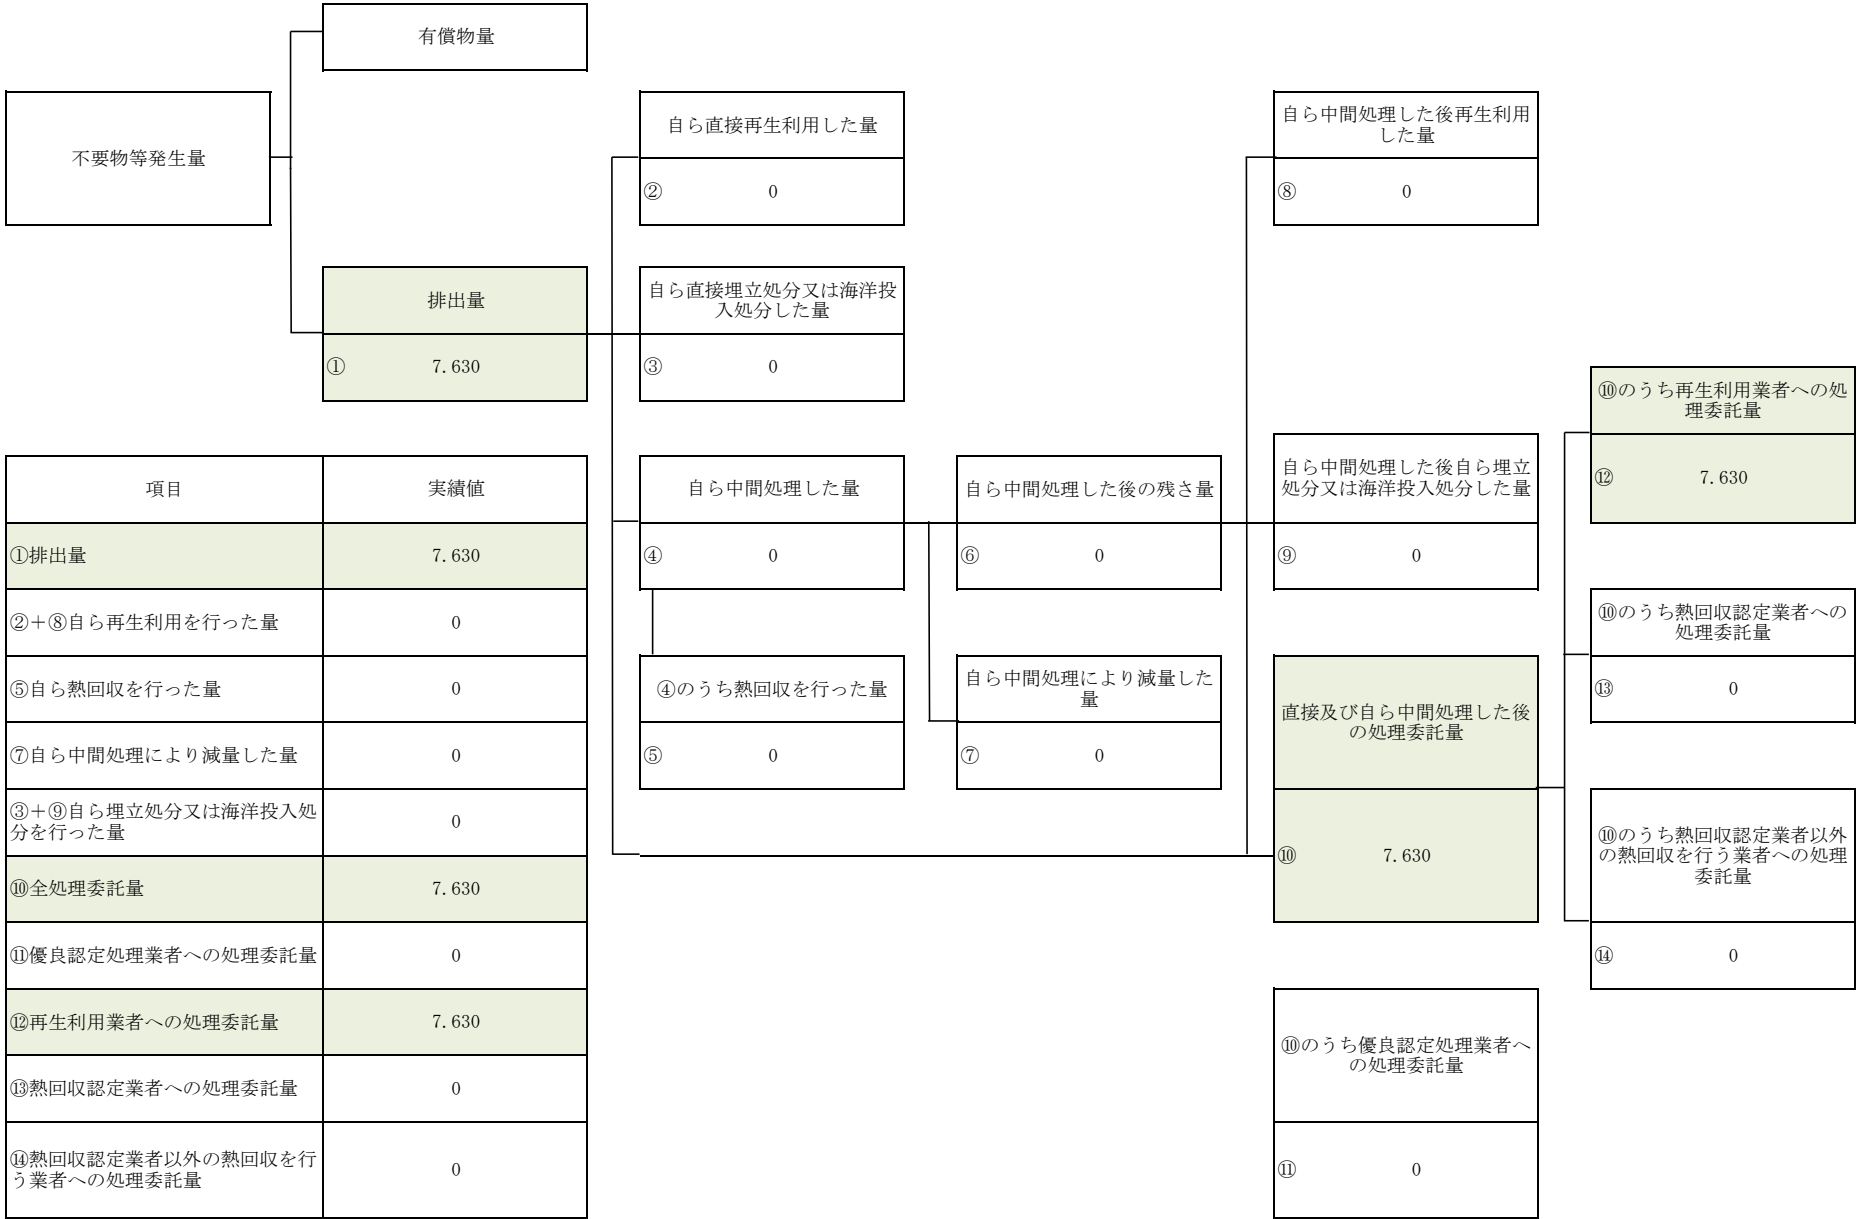 有償物量
不要物等発生量
自ら直接再生利用した量
② 0
自ら中間処理した後再生利用
した量
⑧ 0
排出量
① 7.630
自ら直接埋立処分又は海洋投
入処分した量
③ 0
⑩のうち再生利用業者への処
理委託量
⑫ 7.630
自ら中間処理した量
④ 0
自ら中間処理した後の残さ量
⑥ 0
自ら中間処理した後自ら埋立
処分又は海洋投入処分した量
⑨ 0
⑩のうち熱回収認定業者への
処理委託量
⑬ 0
④のうち熱回収を行った量
⑤ 0
自ら中間処理により減量した
量
⑦ 0
直接及び自ら中間処理した後
の処理委託量
⑩ 7.630
⑩のうち熱回収認定業者以外
の熱回収を行う業者への処理
委託量
⑭ 0
⑩のうち優良認定処理業者へ
の処理委託量
⑪ 0
項目 実績値
①排出量 7.630
②＋⑧自ら再生利用を行った量 0
⑤自ら熱回収を行った量 0
⑦自ら中間処理により減量した量 0
③＋⑨自ら埋立処分又は海洋投入処
分を行った量 0
⑩全処理委託量 7.630
⑪優良認定処理業者への処理委託量 0
⑫再生利用業者への処理委託量 7.630
⑬熱回収認定業者への処理委託量 0
⑭熱回収認定業者以外の熱回収を行
う業者への処理委託量 0